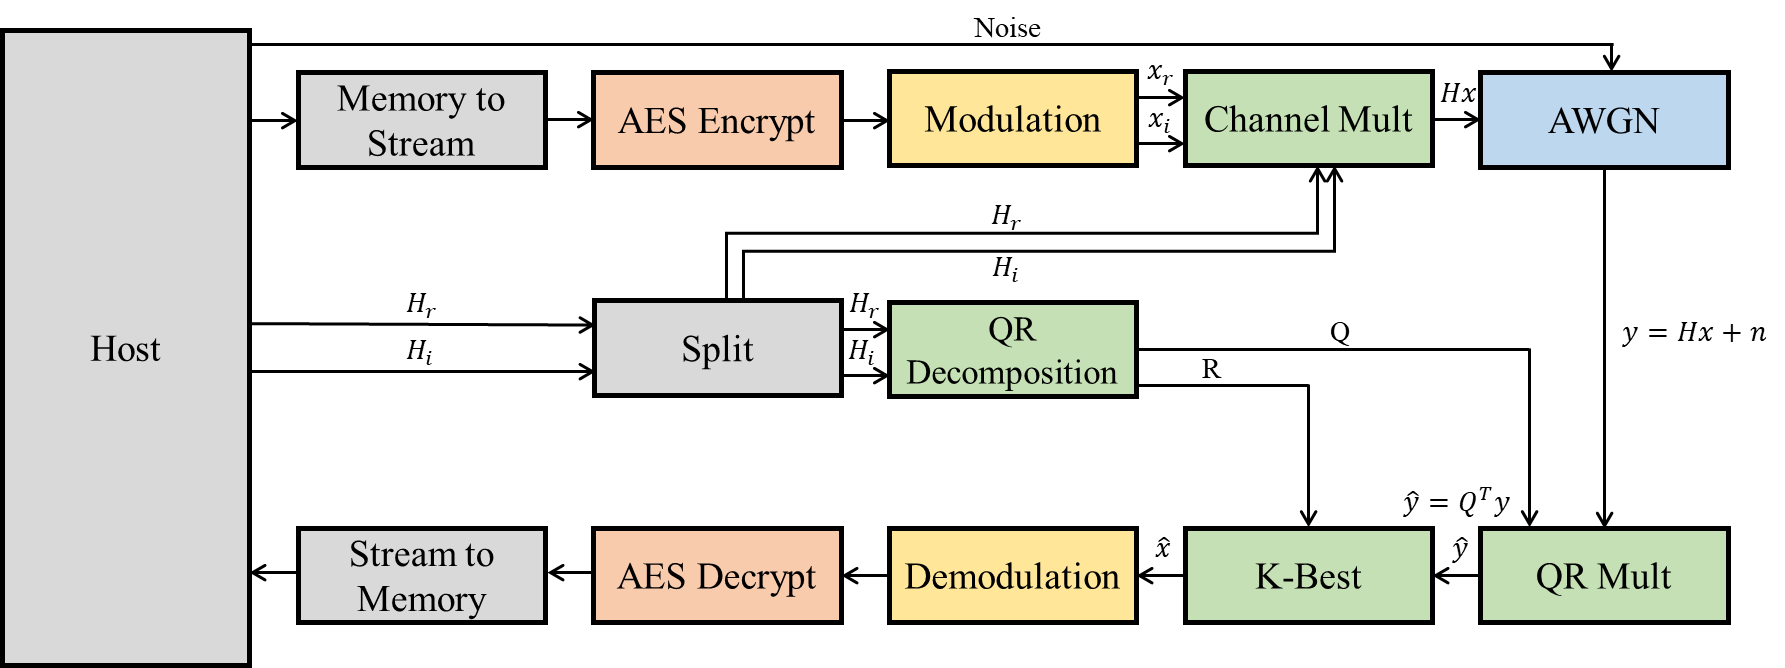 Noise
Memory to
Stream
AES Encrypt
Modulation
x_r
x_i
Channel Mult
Hx
AWGN
H_r
H_i
Host
H_r
H_i
Split
H_r
H_i
QR
Decomposition
Q
R
y = Hx + n
ŷ = Q^T y
Stream to
Memory
AES Decrypt
Demodulation
x̂
K-Best
ŷ
QR Mult